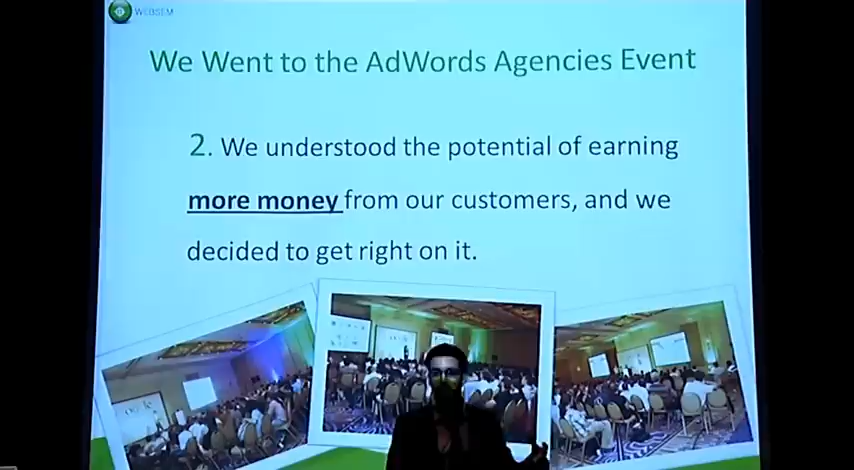 WEBSEM
We Went to the AdWords Agencies Event
2. We understood the potential of earning
more money from our customers, and we
decided to get right on it.